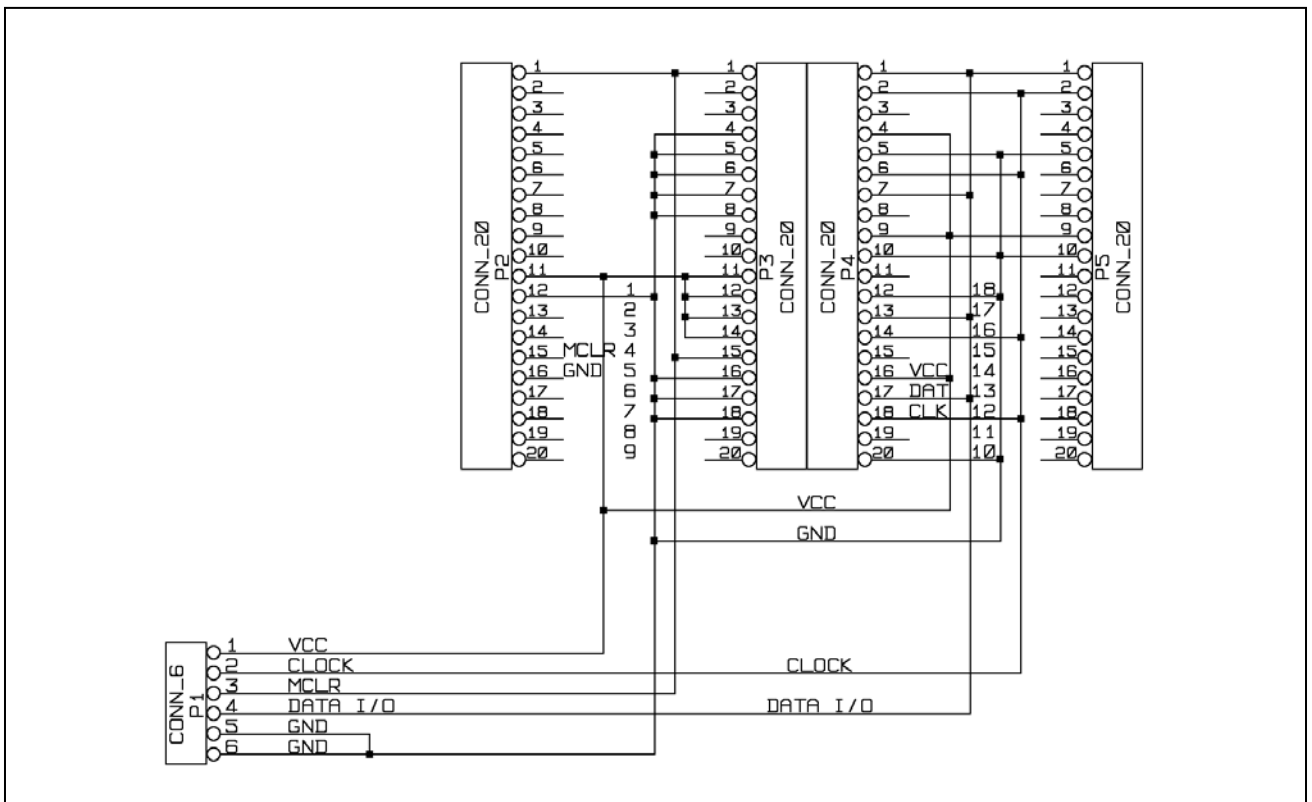 1 1 1 1
2 2 2 2
3 3 3 3
4 4 4 4
5 5 5 5
6 6 6 6
7 7 7 7
8 8 8 8
9 9 9 9
10 10 10 10
11 11 11 11
12 1 12 12 18 12
13 2 13 13 17 13
14 3 14 14 16 14
15 MCLR 4 15 15 15 15
16 GND 5 16 16 VCC 14 16
17 6 17 17 DAT 13 17
18 7 18 18 CLK 12 18
19 8 19 19 11 19
20 9 20 20 10 20
CONN_20
P2
P3
CONN_20
CONN_20
P4
P5
CONN_20
VCC
GND
1 VCC
2 CLOCK CLOCK
3 MCLR
4 DATA I/O DATA I/O
5 GND
6 GND
CONN_6
P1